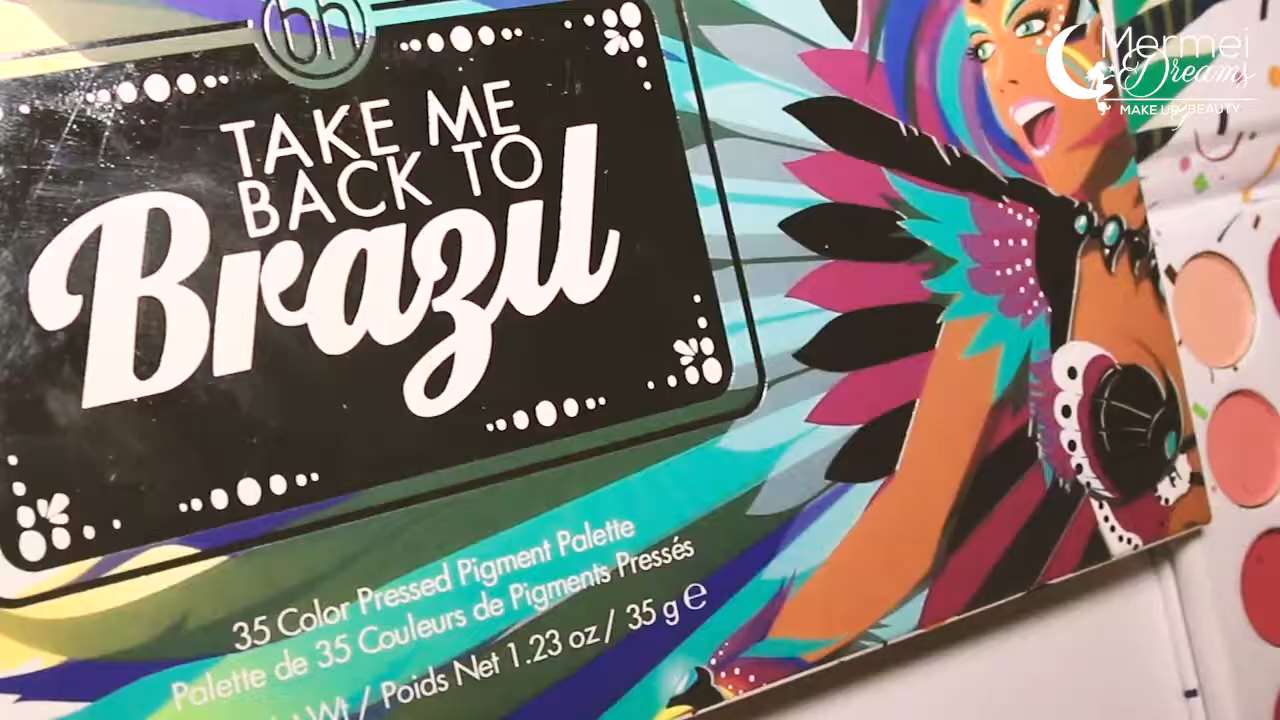 bh
TAKE ME
BACK TO
Brazil
35 Color Pressed Pigment Palette
Palette de 35 Couleurs de Pigments Pressés
Wt / Poids Net 1.23 oz / 35 g e
Mermei
Dreams
MAKE UP & BEAUTY